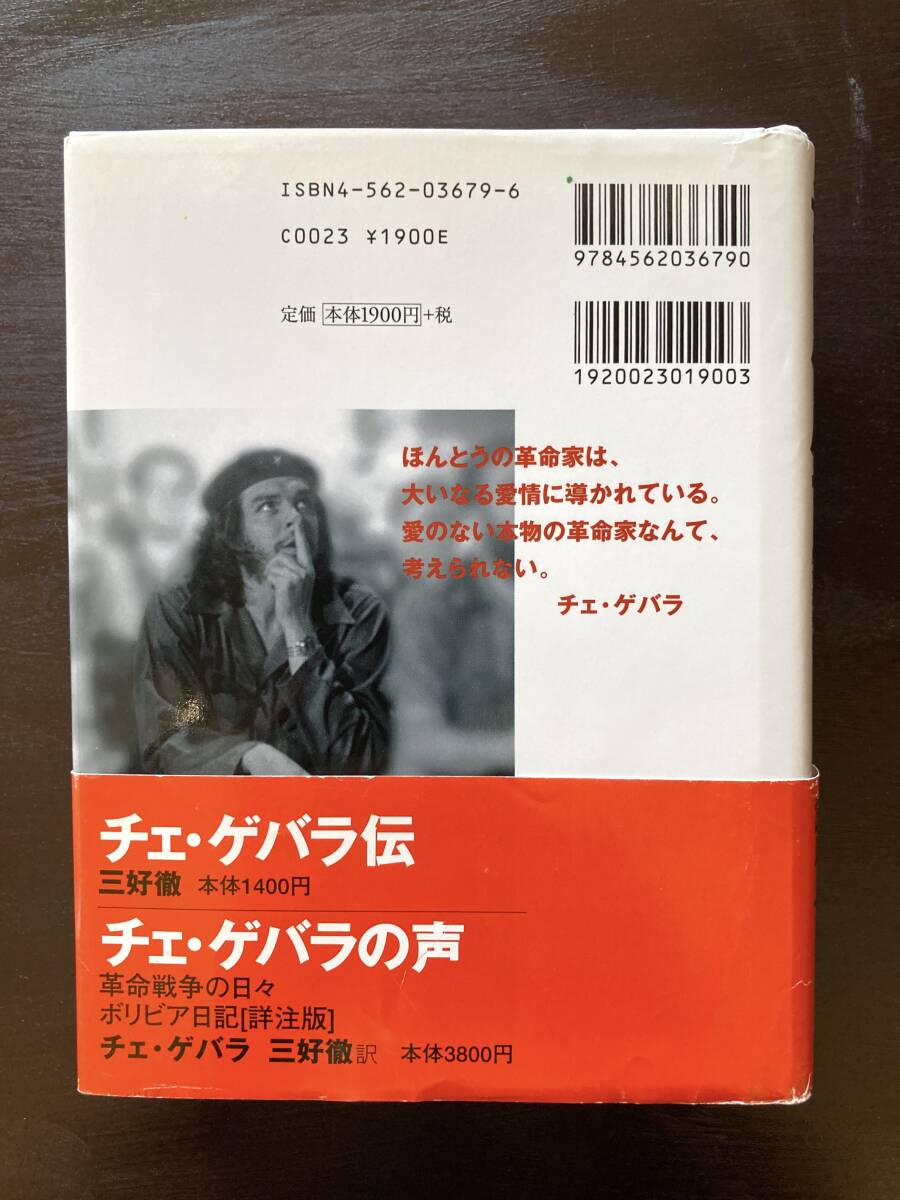 ISBN4-562-03679-6
C0023 ¥1900E
9784562036790
定価 本体1900円+税
1920023019003
ほんとうの革命家は、
大いなる愛情に導かれている。
愛のない本物の革命家なんて、
考えられない。
チェ・ゲバラ
チェ・ゲバラ伝
三好徹 本体1400円
チェ・ゲバラの声
革命戦争の日々
ボリビア日記[詳注版]
チェ・ゲバラ 三好徹訳 本体3800円